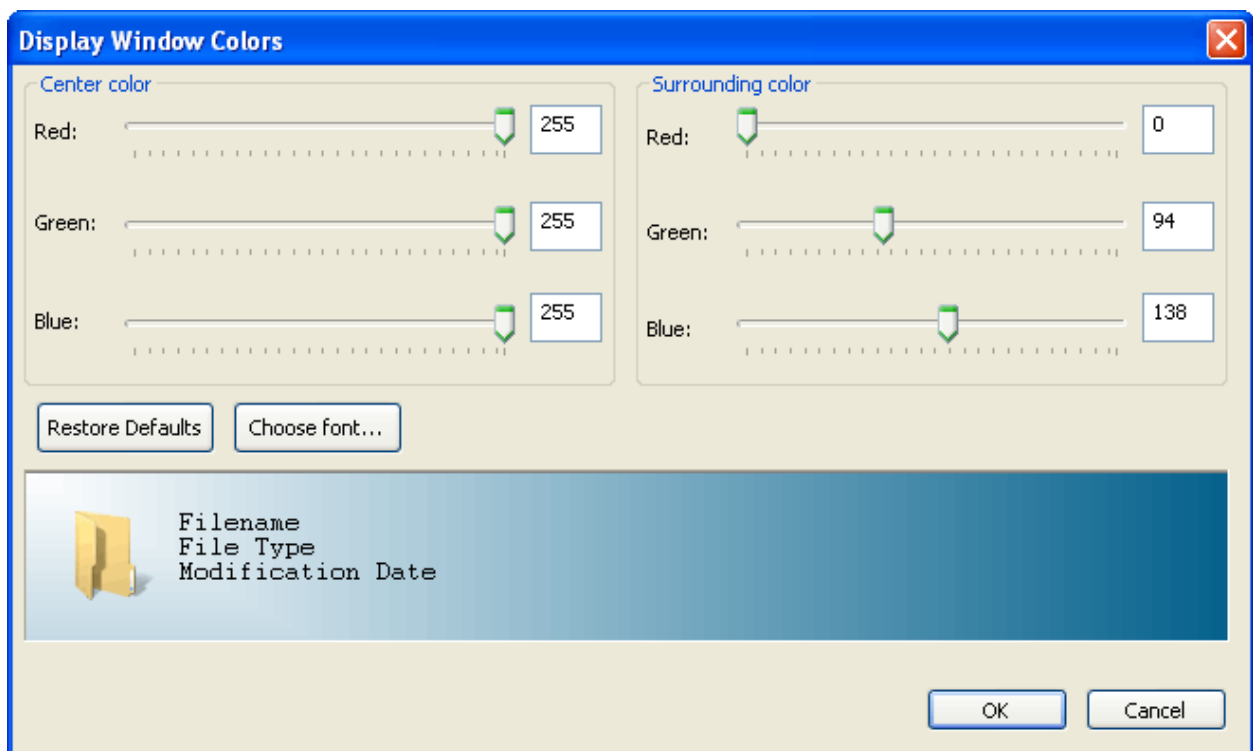 Display Window Colors
Center color
Red: 255
Green: 255
Blue: 255
Surrounding color
Red: 0
Green: 94
Blue: 138
Restore Defaults Choose font...
Filename
File Type
Modification Date
OK Cancel